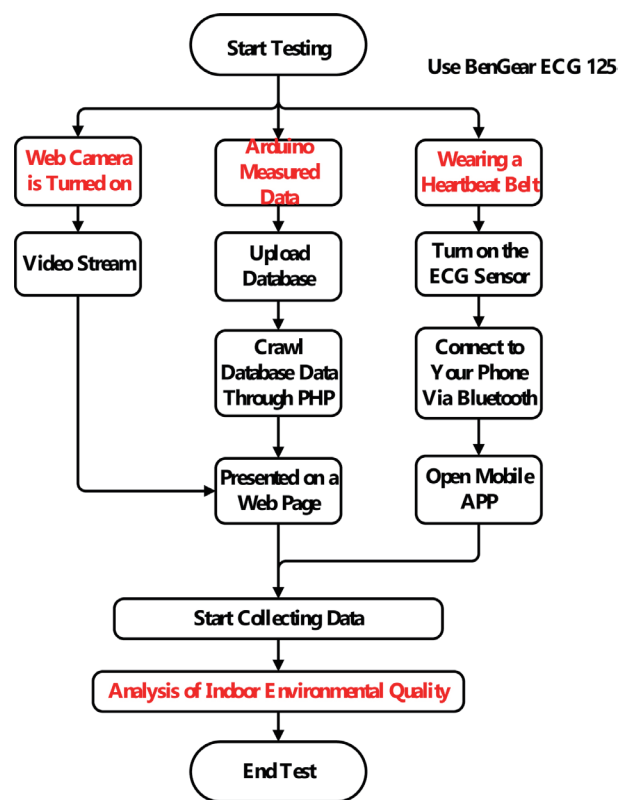 Start Testing
Use BenGear ECG 125
Web Camera
is Turned on
Arduino
Measured
Data
Wearing a
Heartbeat Belt
Video Stream
Upload
Database
Turn on the
ECG Sensor
Crawl
Database Data
Through PHP
Connect to
Your Phone
Via Bluetooth
Presented on a
Web Page
Open Mobile
APP
Start Collecting Data
Analysis of Indoor Environmental Quality
End Test